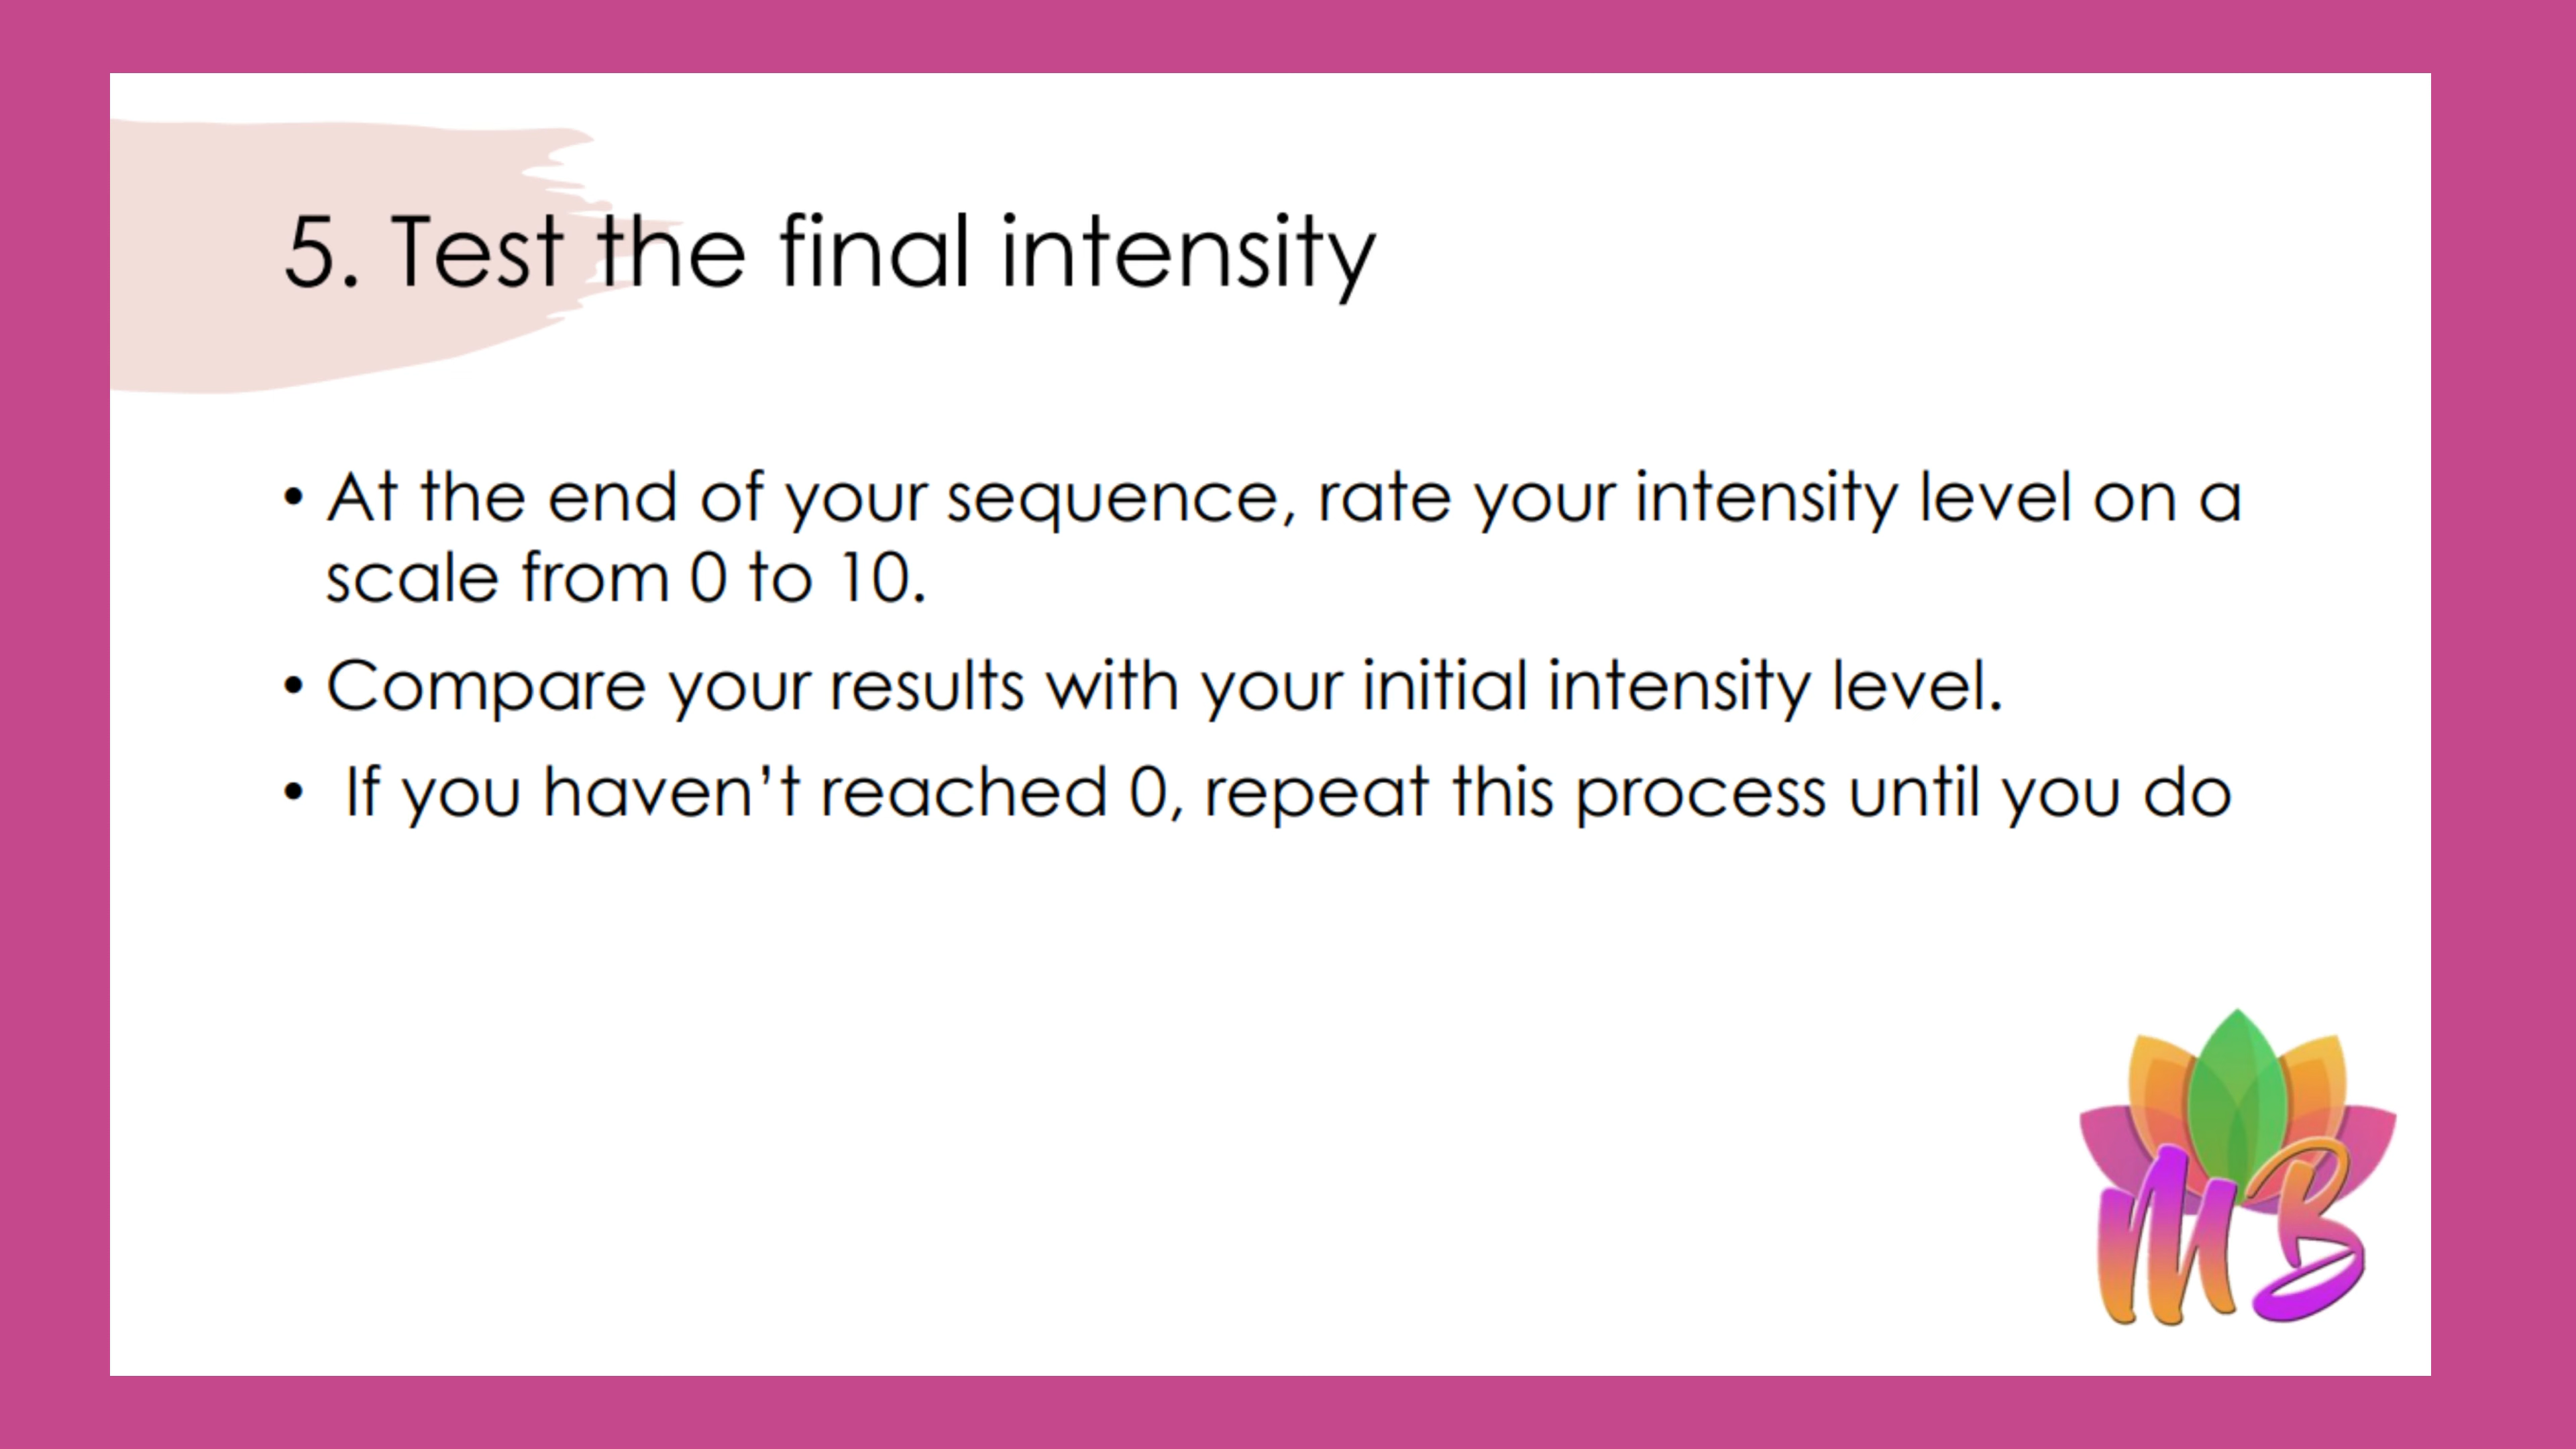 5. Test the final intensity
• At the end of your sequence, rate your intensity level on a
scale from 0 to 10.
• Compare your results with your initial intensity level.
• If you haven’t reached 0, repeat this process until you do
MB